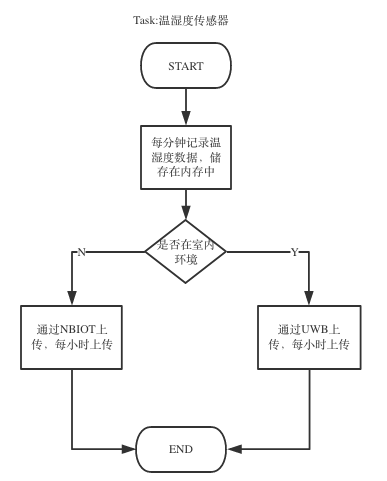 Task:温湿度传感器
START
每分钟记录温
湿度数据，储
存在内存中
是否在室内
环境
N
Y
通过NBIOT上
传，每小时上传
通过UWB上
传，每小时上传
END